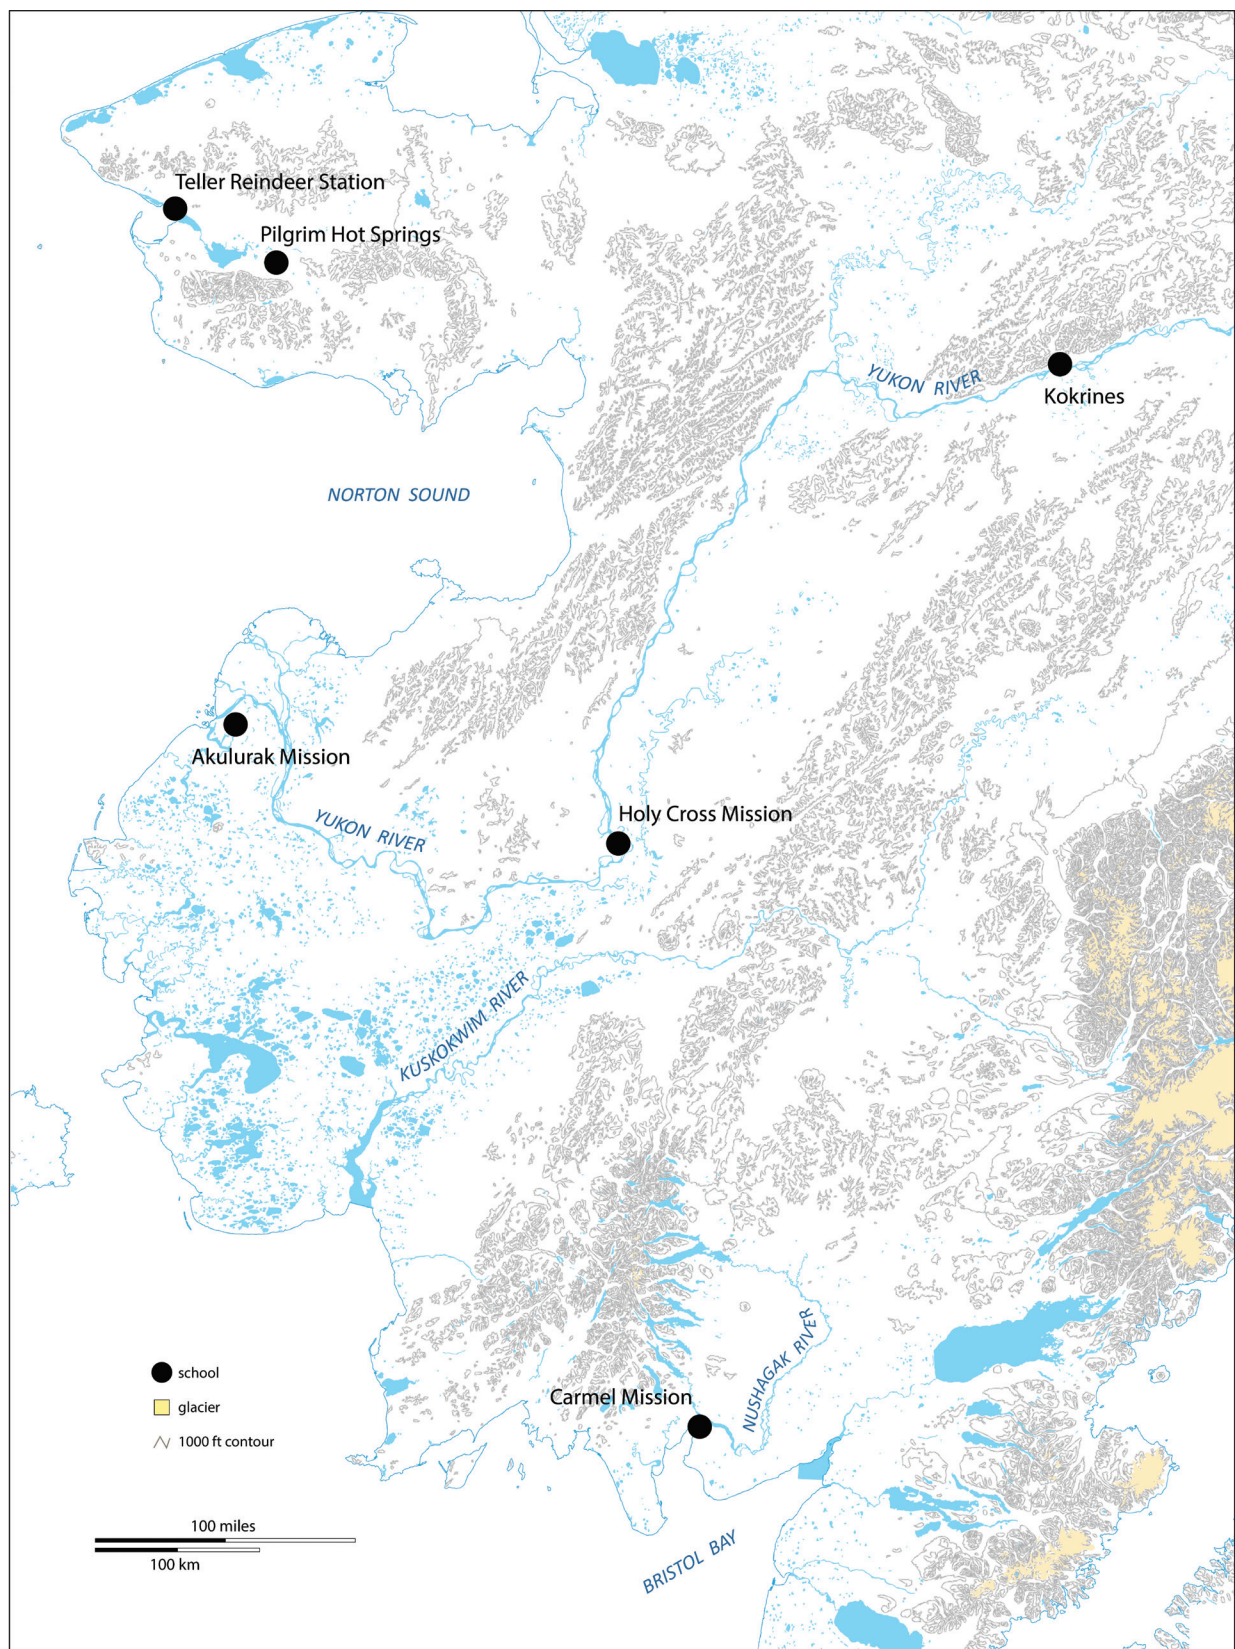 Teller Reindeer Station
Pilgrim Hot Springs
YUKON RIVER
Kokrines
NORTON SOUND
Akulurak Mission
YUKON RIVER
Holy Cross Mission
KUSKOKWIM RIVER
NUSHAGAK RIVER
Carmel Mission
school
glacier
1000 ft contour
100 miles
100 km
BRISTOL BAY